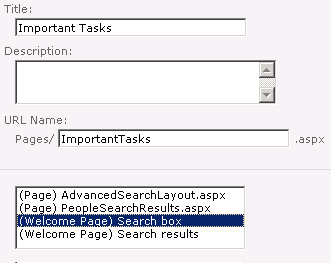 Title:
Important Tasks
Description:
URL Name:
Pages/ ImportantTasks .aspx
(Page) AdvancedSearchLayout.aspx
(Page) PeopleSearchResults.aspx
(Welcome Page) Search box
(Welcome Page) Search results